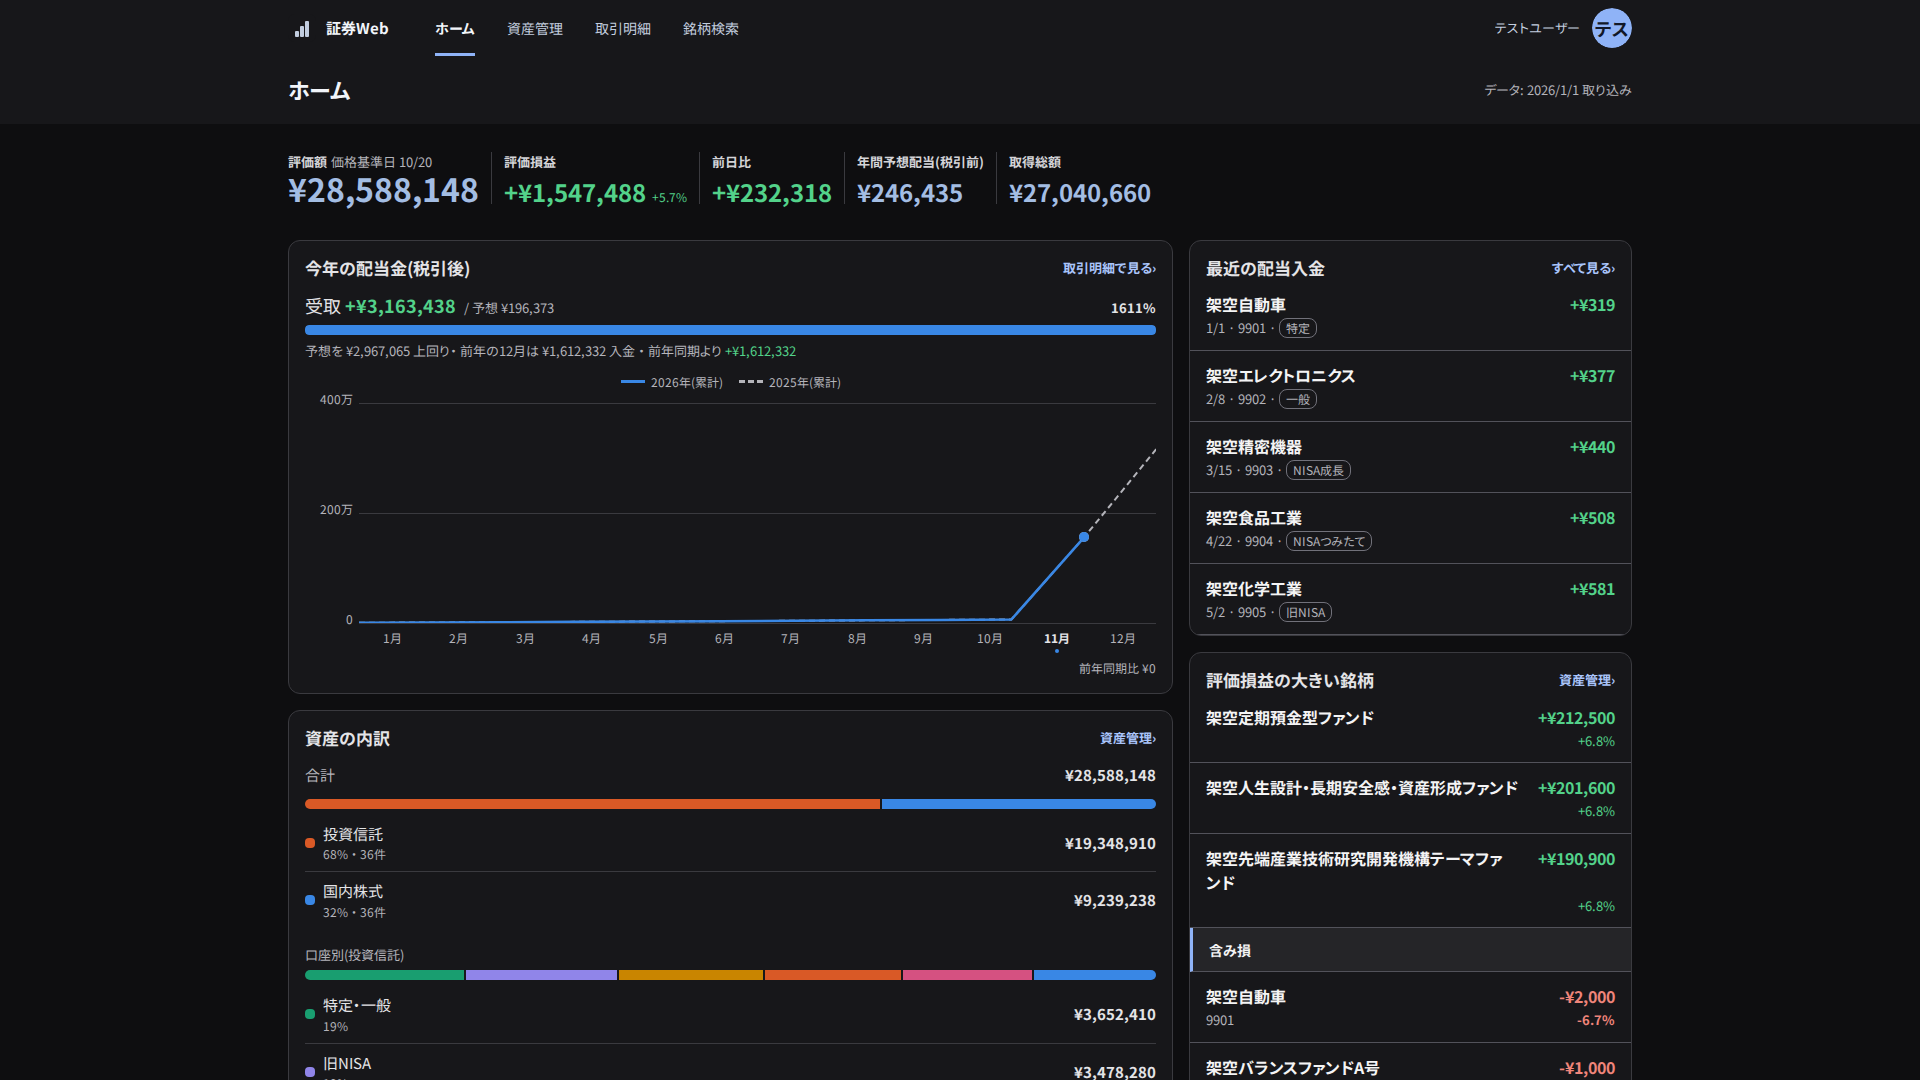 証券Web
ホーム
資産管理
取引明細
銘柄検索
テストユーザー
テス
ホーム
データ: 2026/1/1 取り込み
評価額 価格基準日 10/20
¥28,588,148
評価損益
+¥1,547,488 +5.7%
前日比
+¥232,318
年間予想配当(税引前)
¥246,435
取得総額
¥27,040,660
今年の配当金(税引後)
取引明細で見る›
受取 +¥3,163,438 / 予想 ¥196,373
1611%
予想を ¥2,967,065 上回り・前年の12月は ¥1,612,332 入金・前年同期より +¥1,612,332
2026年(累計)
2025年(累計)
400万
200万
0
1月
2月
3月
4月
5月
6月
7月
8月
9月
10月
11月
12月
前年同期比 ¥0
資産の内訳
資産管理›
合計
¥28,588,148
投資信託
68%・36件
¥19,348,910
国内株式
32%・36件
¥9,239,238
口座別(投資信託)
特定・一般
19%
¥3,652,410
旧NISA
¥3,478,280
最近の配当入金
すべて見る›
架空自動車
+¥319
1/1・9901・特定
架空エレクトロニクス
+¥377
2/8・9902・一般
架空精密機器
+¥440
3/15・9903・NISA成長
架空食品工業
+¥508
4/22・9904・NISAつみたて
架空化学工業
+¥581
5/2・9905・旧NISA
評価損益の大きい銘柄
資産管理›
架空定期預金型ファンド
+¥212,500
+6.8%
架空人生設計・長期安全感・資産形成ファンド
+¥201,600
+6.8%
架空先端産業技術研究開発機構テーマファ
ンド
+¥190,900
+6.8%
含み損
架空自動車
-¥2,000
9901
-6.7%
架空バランスファンドA号
-¥1,000